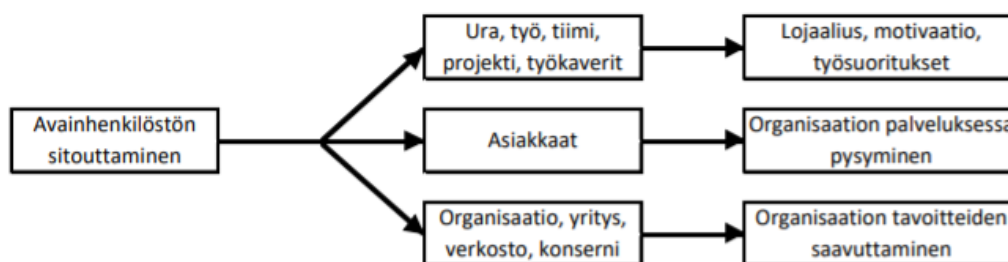 Ura, työ, tiimi,
projekti, työkaverit
Lojaalius, motivaatio,
työsuoritukset
Avainhenkilöstön
sitouttaminen
Asiakkaat
Organisaation palveluksessa
pysyminen
Organisaatio, yritys,
verkosto, konserni
Organisaation tavoitteiden
saavuttaminen